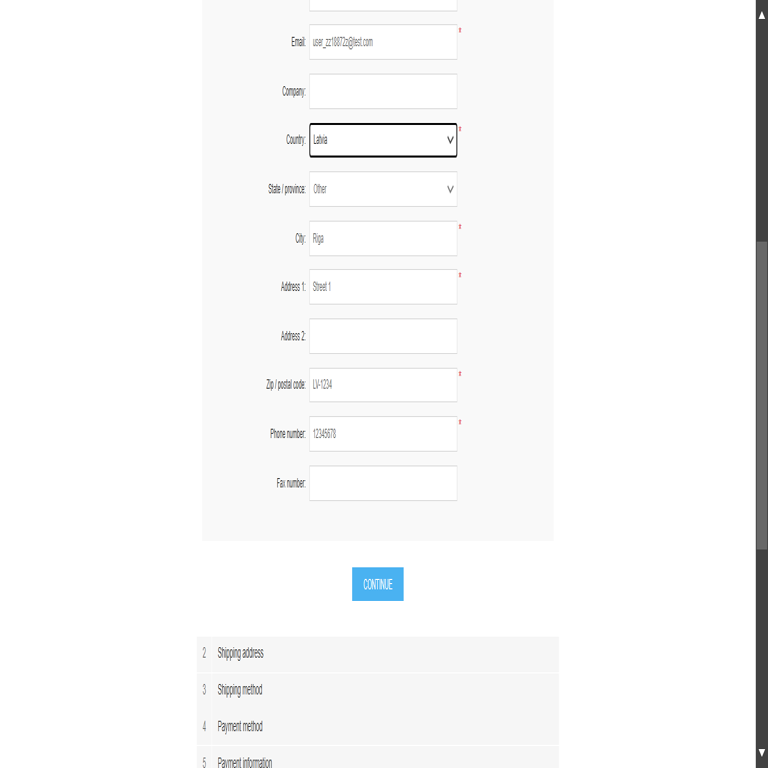 Email: user_zz18872z@test.com *
Company:
Country: Latvia *
State / province: Other
City: Riga *
Address 1: Street 1 *
Address 2:
Zip / postal code: LV-1234 *
Phone number: 12345678 *
Fax number:
CONTINUE
2 Shipping address
3 Shipping method
4 Payment method
5 Payment information